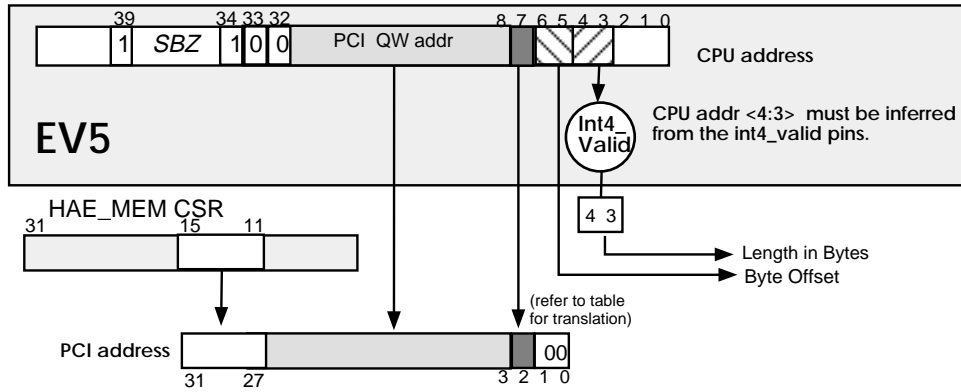 39 34 33 32 8 7 6 5 4 3 2 1 0
1 SBZ 1 0 0 PCI QW addr
CPU address
EV5
Int4_
Valid
CPU addr <4:3> must be inferred
from the int4_valid pins.
4 3
HAE_MEM CSR
31 15 11
Length in Bytes
Byte Offset
(refer to table
for translation)
PCI address
00
31 27 3 2 1 0